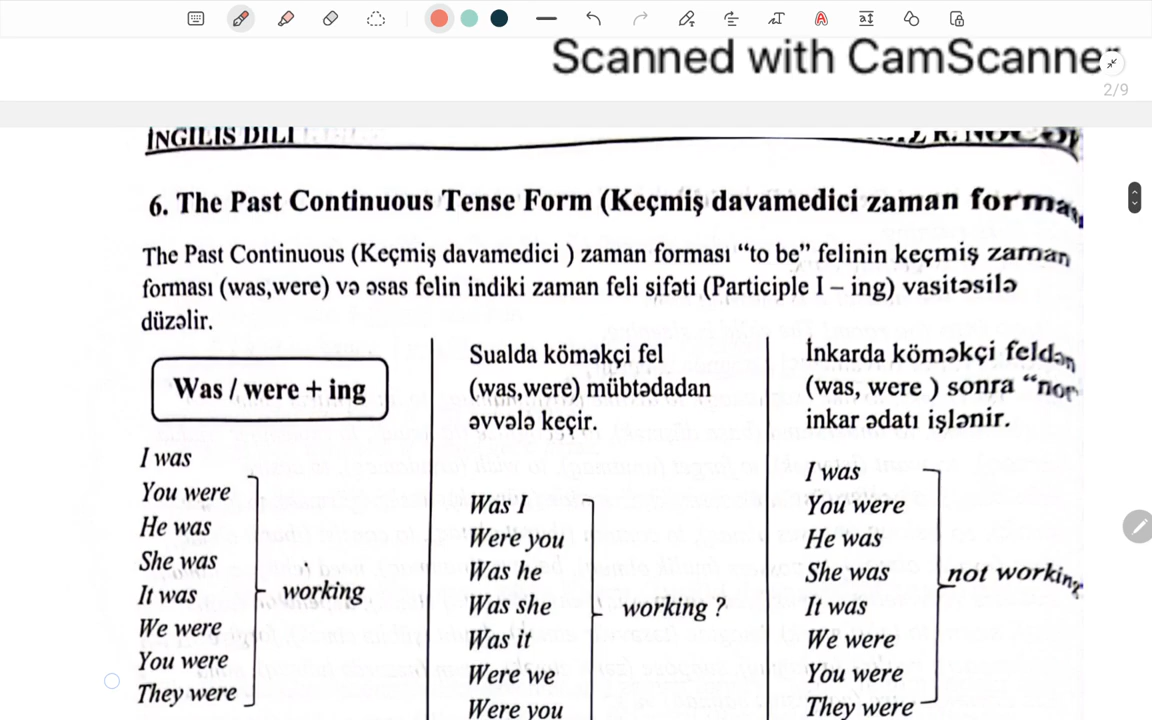 Scanned with CamScanner
2/9
İNGİLİS DİLİ
6. The Past Continuous Tense Form (Keçmiş davamedici zaman forma
The Past Continuous (Keçmiş davamedici ) zaman forması “to be” felinin keçmiş zaman
forması (was,were) və əsas felin indiki zaman feli sifəti (Participle I – ing) vasitəsilə
düzəlir.
Was / were + ing
I was
You were
He was
She was
It was
We were
You were
They were
working
Sualda köməkçi fel
(was,were) mübtədadan
əvvələ keçir.
Was I
Were you
Was he
Was she
Was it
Were we
Were you
working ?
İnkarda köməkçi feldən
(was, were ) sonra “not
inkar ədatı işlənir.
I was
You were
He was
She was
It was
We were
You were
They were
not working